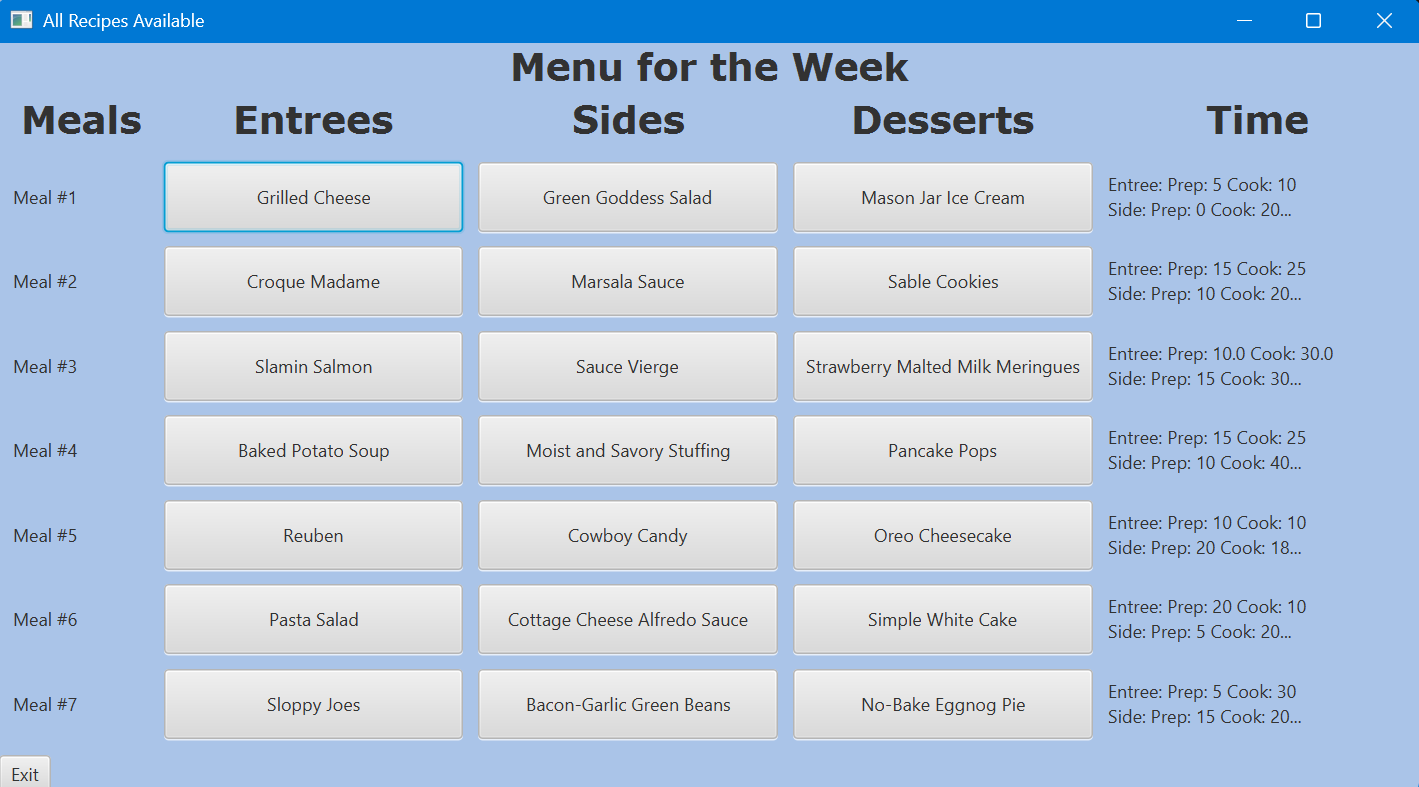 All Recipes Available
Menu for the Week
Meals Entrees Sides Desserts Time
Meal #1 Grilled Cheese Green Goddess Salad Mason Jar Ice Cream Entree: Prep: 5 Cook: 10
Side: Prep: 0 Cook: 20...
Meal #2 Croque Madame Marsala Sauce Sable Cookies Entree: Prep: 15 Cook: 25
Side: Prep: 10 Cook: 20...
Meal #3 Slamin Salmon Sauce Vierge Strawberry Malted Milk Meringues Entree: Prep: 10.0 Cook: 30.0
Side: Prep: 15 Cook: 30...
Meal #4 Baked Potato Soup Moist and Savory Stuffing Pancake Pops Entree: Prep: 15 Cook: 25
Side: Prep: 10 Cook: 40...
Meal #5 Reuben Cowboy Candy Oreo Cheesecake Entree: Prep: 10 Cook: 10
Side: Prep: 20 Cook: 18...
Meal #6 Pasta Salad Cottage Cheese Alfredo Sauce Simple White Cake Entree: Prep: 20 Cook: 10
Side: Prep: 5 Cook: 20...
Meal #7 Sloppy Joes Bacon-Garlic Green Beans No-Bake Eggnog Pie Entree: Prep: 5 Cook: 30
Side: Prep: 15 Cook: 20...
Exit